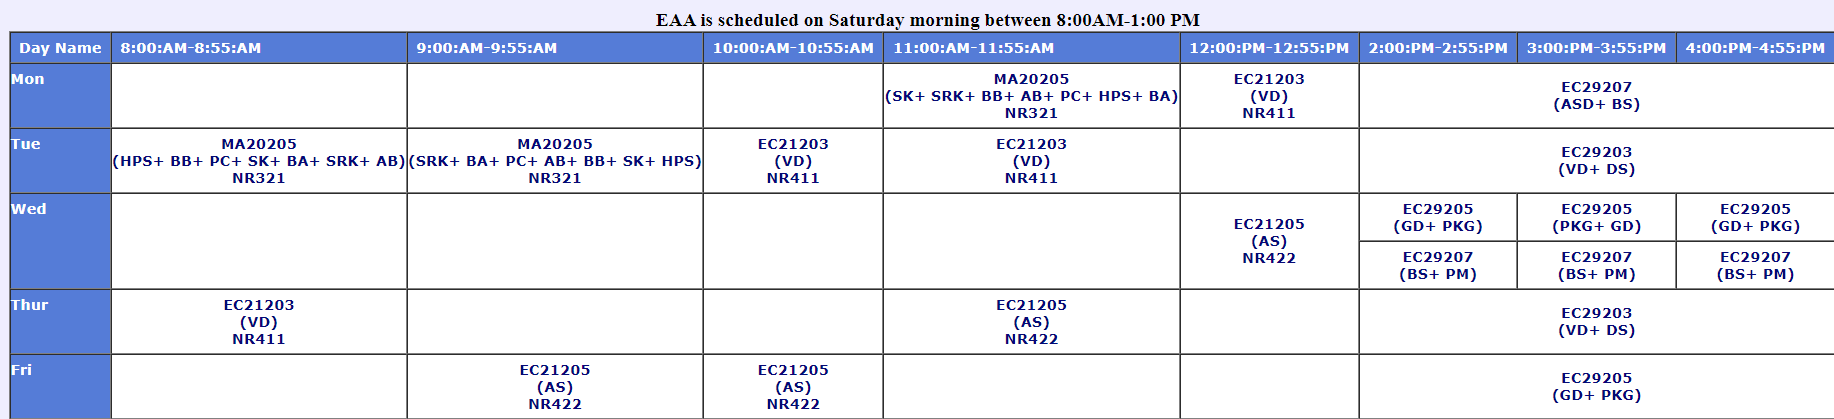 EAA is scheduled on Saturday morning between 8:00AM-1:00 PM
Day Name 8:00:AM-8:55:AM 9:00:AM-9:55:AM 10:00:AM-10:55:AM 11:00:AM-11:55:AM 12:00:PM-12:55:PM 2:00:PM-2:55:PM 3:00:PM-3:55:PM 4:00:PM-4:55:PM
Mon
MA20205
(SK+ SRK+ BB+ AB+ PC+ HPS+ BA)
NR321
EC21203
(VD)
NR411
EC29207
(ASD+ BS)
Tue
MA20205
(HPS+ BB+ PC+ SK+ BA+ SRK+ AB)
NR321
MA20205
(SRK+ BA+ PC+ AB+ BB+ SK+ HPS)
NR321
EC21203
(VD)
NR411
EC21203
(VD)
NR411
EC29203
(VD+ DS)
Wed
EC21205
(AS)
NR422
EC29205
(GD+ PKG)
EC29205
(PKG+ GD)
EC29205
(GD+ PKG)
EC29207
(BS+ PM)
EC29207
(BS+ PM)
EC29207
(BS+ PM)
Thur
EC21203
(VD)
NR411
EC21205
(AS)
NR422
EC29203
(VD+ DS)
Fri
EC21205
(AS)
NR422
EC21205
(AS)
NR422
EC29205
(GD+ PKG)